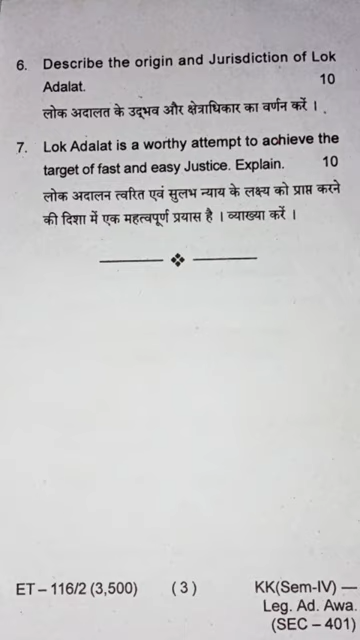 6. Describe the origin and Jurisdiction of Lok
Adalat. 10
लोक अदालत के उद्भव और क्षेत्राधिकार का वर्णन करें ।
7. Lok Adalat is a worthy attempt to achieve the
target of fast and easy Justice. Explain. 10
लोक अदालन त्वरित एवं सुलभ न्याय के लक्ष्य को प्राप्त करने
की दिशा में एक महत्वपूर्ण प्रयास है । व्याख्या करें ।
ET – 116/2 (3,500) (3) KK(Sem-IV) —
Leg. Ad. Awa.
(SEC – 401)